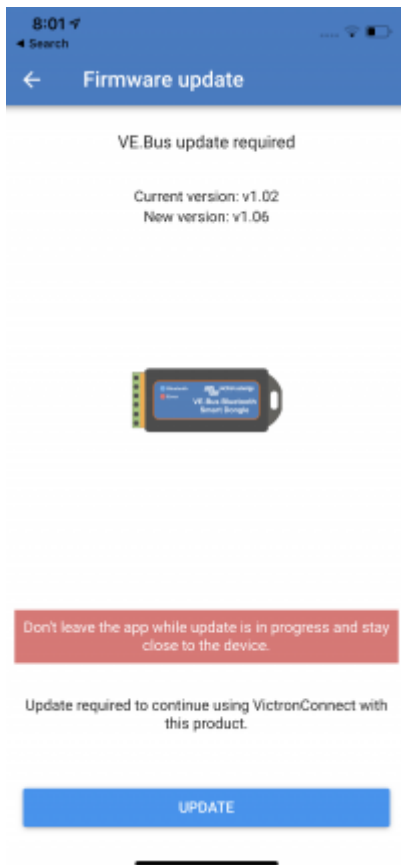 8:01
◀ Search
Firmware update
VE.Bus update required
Current version: v1.02
New version: v1.06
VE.Bus Bluetooth
Smart Dongle
Don't leave the app while update is in progress and stay
close to the device.
Update required to continue using VictronConnect with
this product.
UPDATE